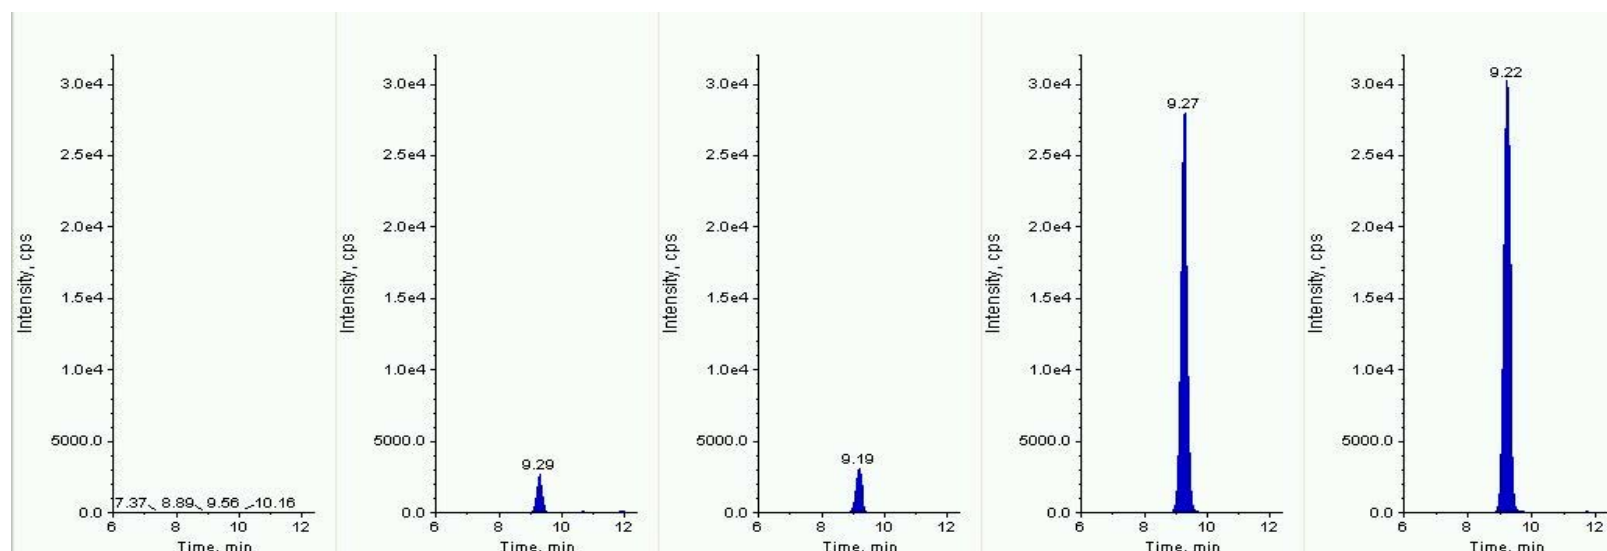 Intensity, cps
3.0e4
2.5e4
2.0e4
1.5e4
1.0e4
5000.0
0.0
7.37 8.89 9.56 10.16
6 8 10 12
Time, min
Intensity, cps
3.0e4
2.5e4
2.0e4
1.5e4
1.0e4
5000.0
0.0
9.29
6 8 10 12
Time, min
Intensity, cps
3.0e4
2.5e4
2.0e4
1.5e4
1.0e4
5000.0
0.0
9.19
6 8 10 12
Time, min
Intensity, cps
3.0e4
2.5e4
2.0e4
1.5e4
1.0e4
5000.0
0.0
9.27
6 8 10 12
Time, min
Intensity, cps
3.0e4
2.5e4
2.0e4
1.5e4
1.0e4
5000.0
0.0
9.22
6 8 10 12
Time, min